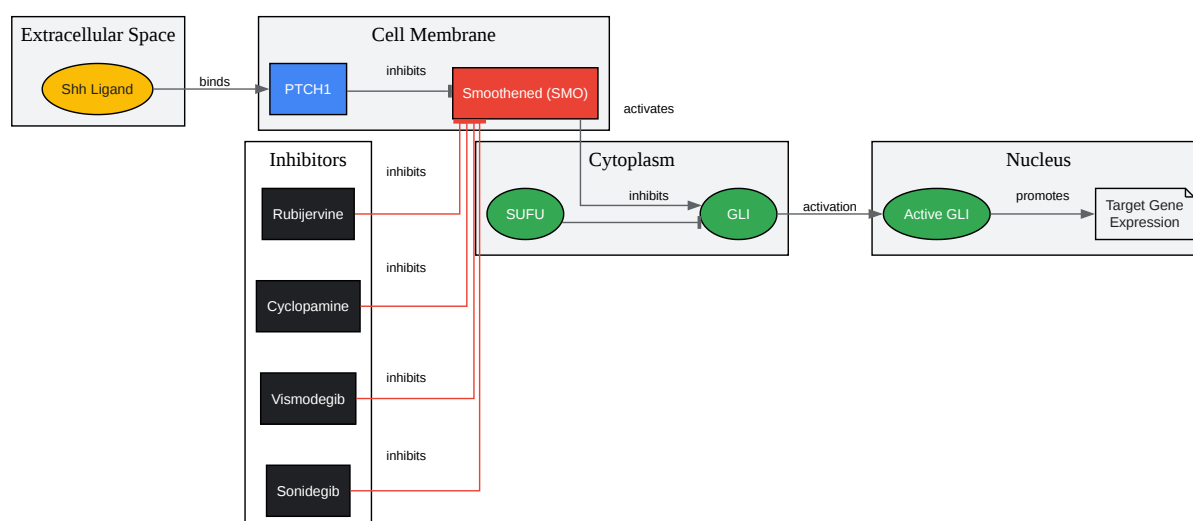 Extracellular Space
Cell Membrane
Shh Ligand
binds
PTCH1
inhibits
Smoothened (SMO)
activates
Inhibitors
inhibits
Rubijervine
inhibits
Cyclopamine
inhibits
Vismodegib
inhibits
Sonidegib
Cytoplasm
SUFU
inhibits
GLI
activation
Nucleus
Active GLI
promotes
Target Gene
Expression